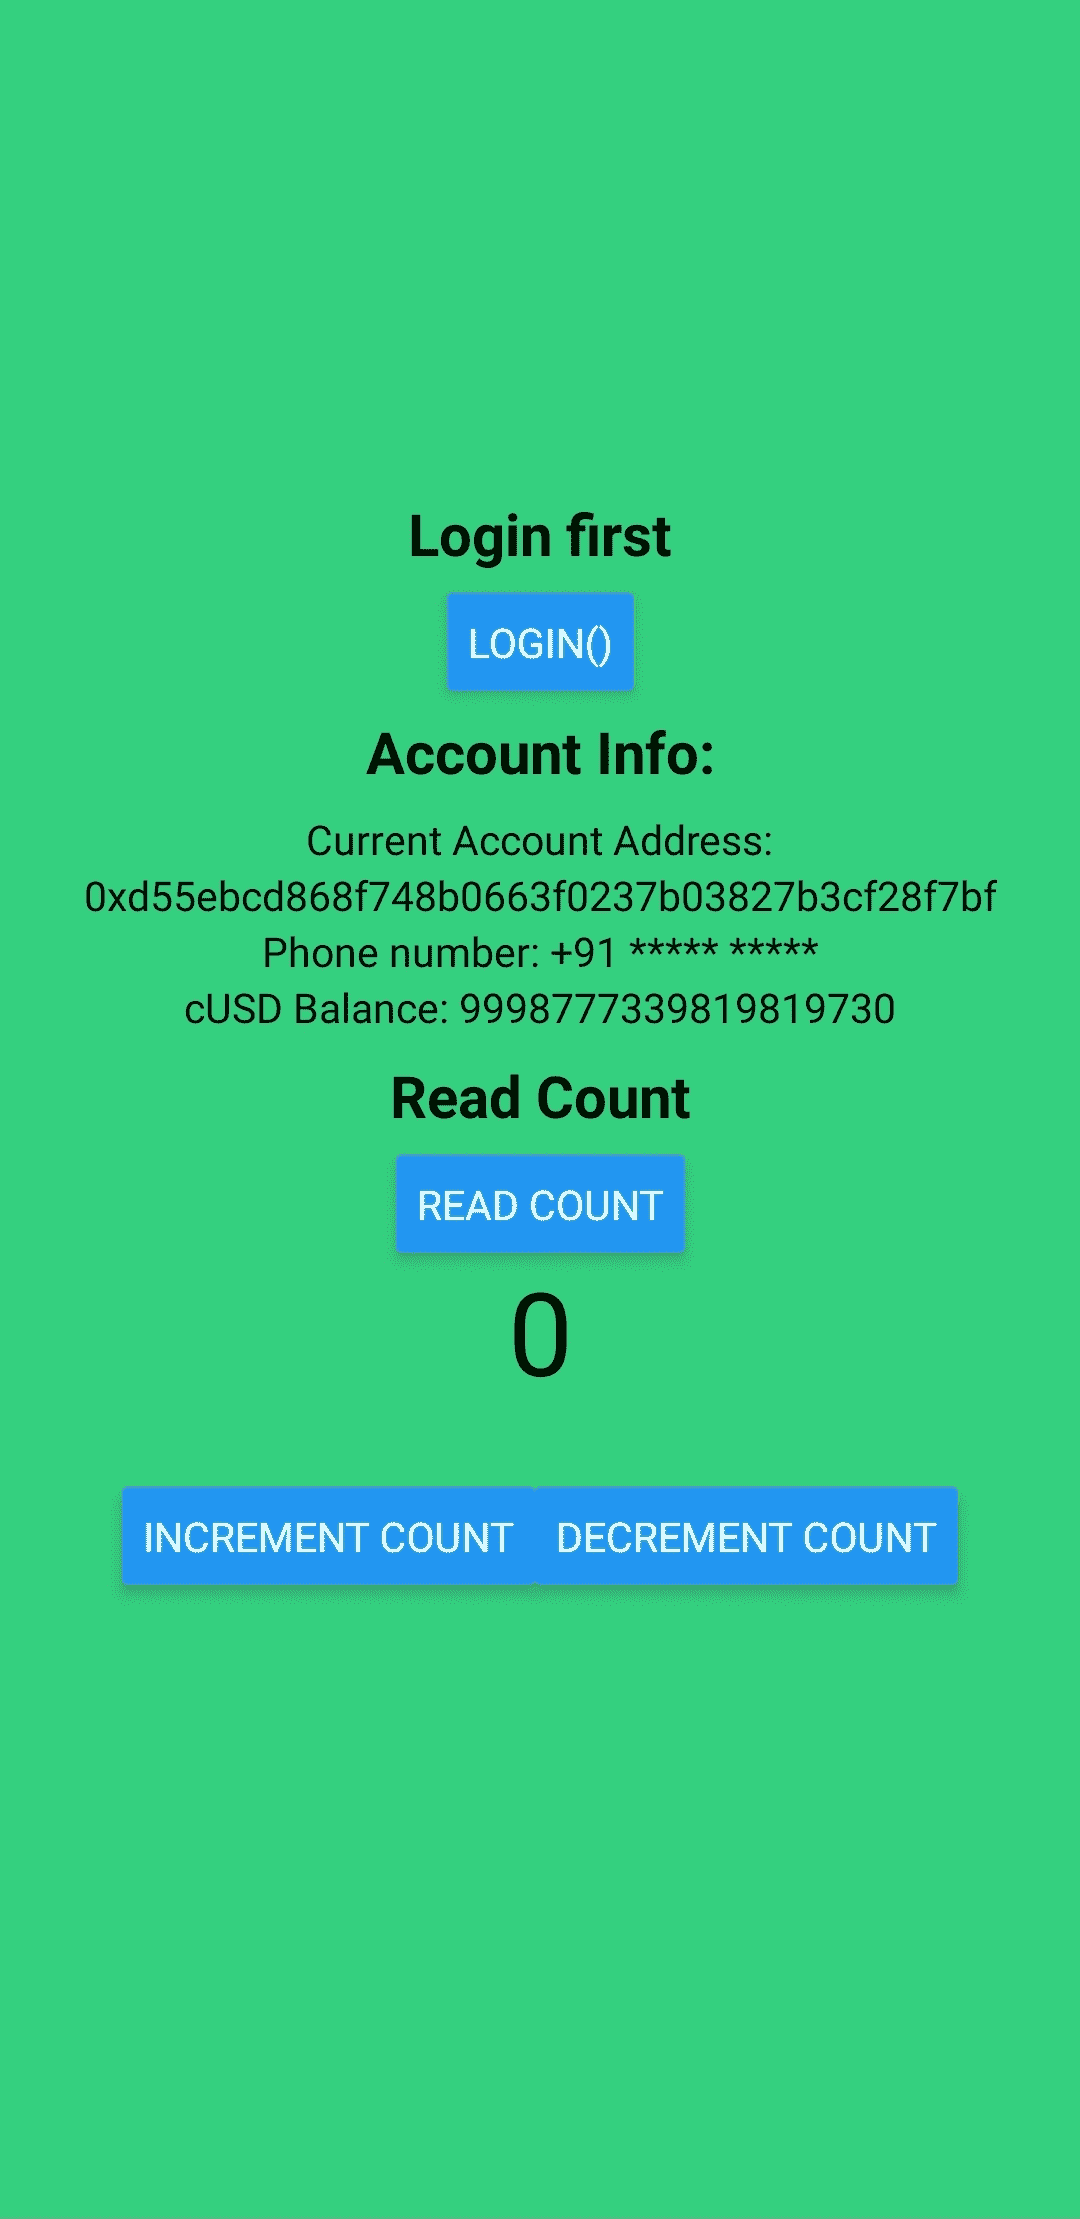 Login first
LOGIN()
Account Info:
Current Account Address:
0xd55ebcd868f748b0663f0237b03827b3cf28f7bf
Phone number: +91 ***** *****
cUSD Balance: 9998777339819819730
Read Count
READ COUNT
0
INCREMENT COUNT DECREMENT COUNT